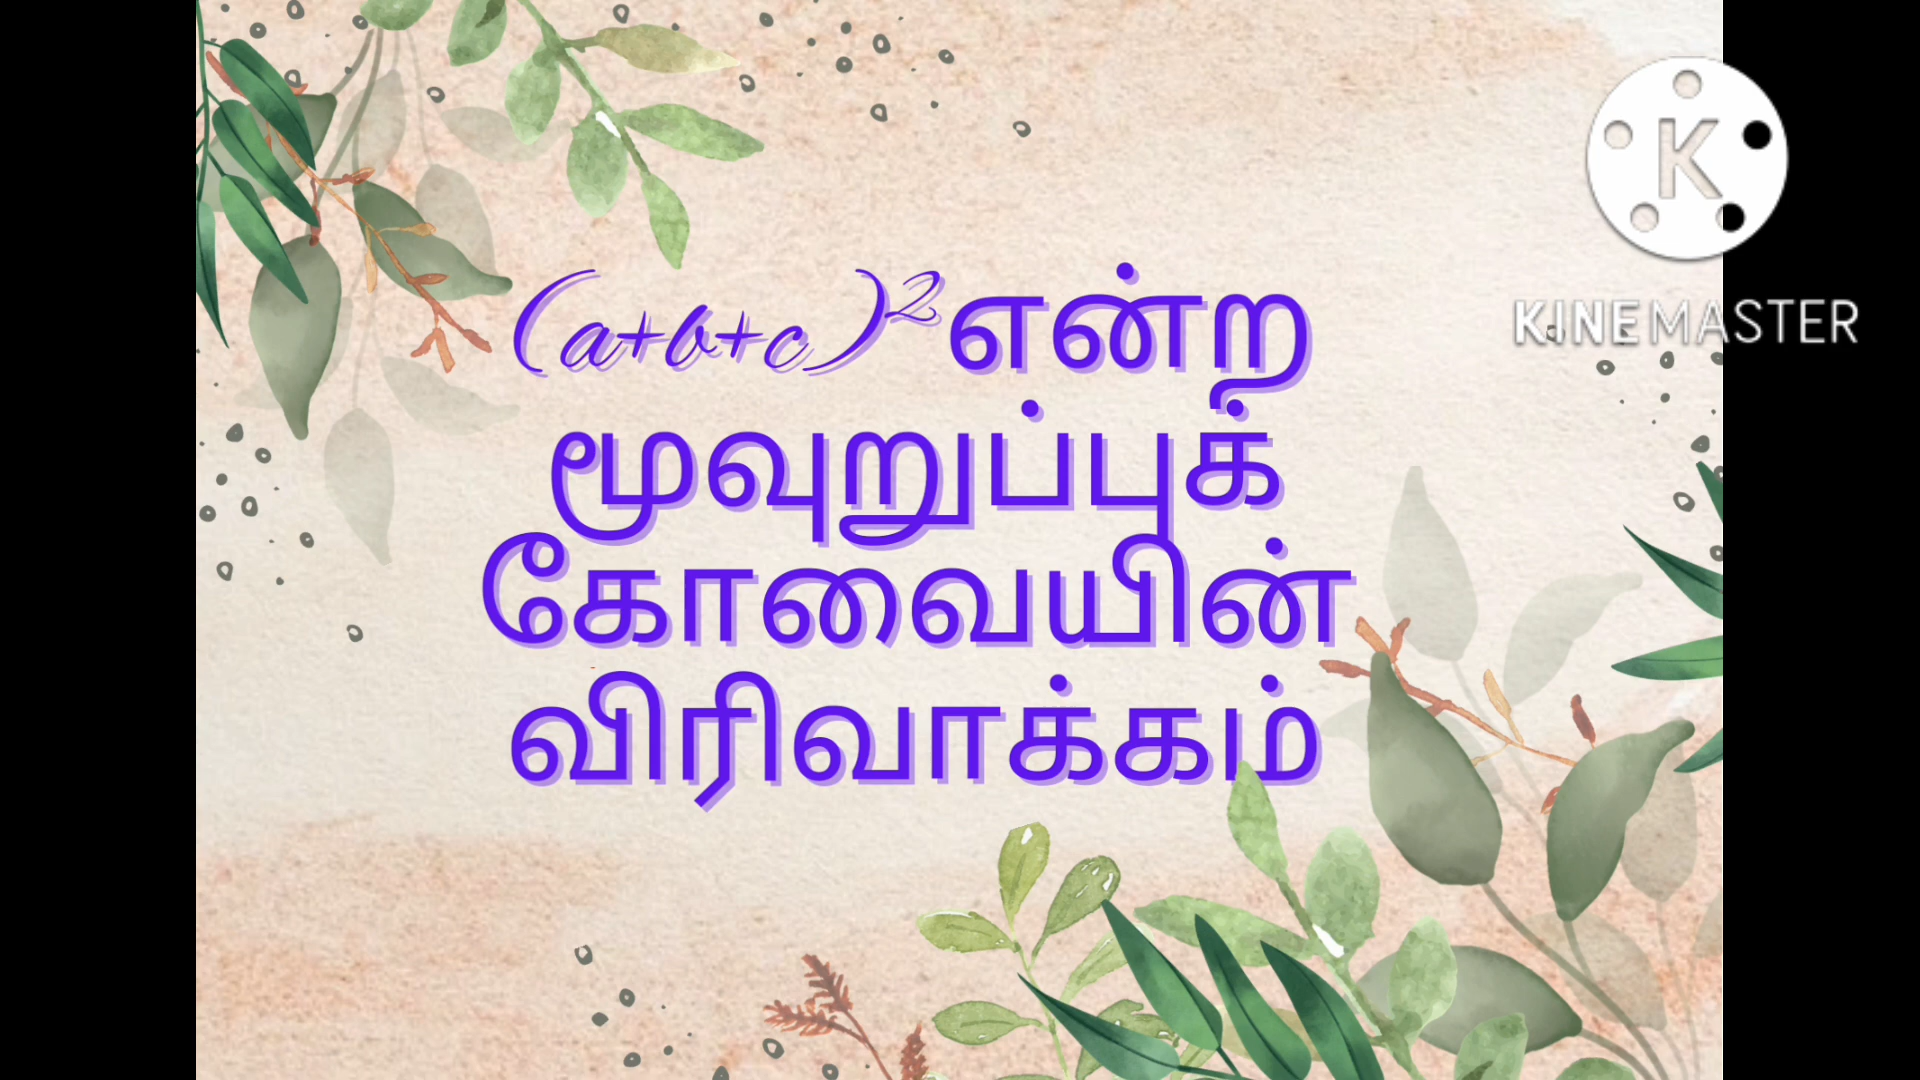 (a+b+c)² என்ற
மூவுறுப்புக்
கோவையின்
விரிவாக்கம்
K
KINEMASTER